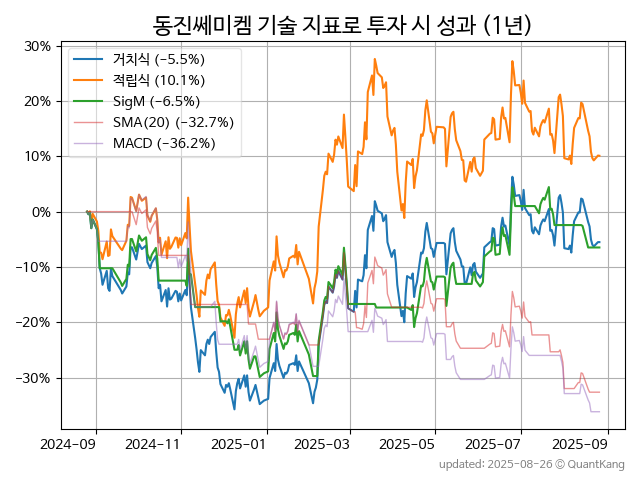 동진쎄미켐 기술 지표로 투자 시 성과 (1년)
30%
20%
10%
0%
−10%
−20%
−30%
거치식 (−5.5%)
적립식 (10.1%)
SigM (−6.5%)
SMA(20) (−32.7%)
MACD (−36.2%)
2024-09
2024-11
2025-01
2025-03
2025-05
2025-07
2025-09
updated: 2025-08-26 © QuantKang